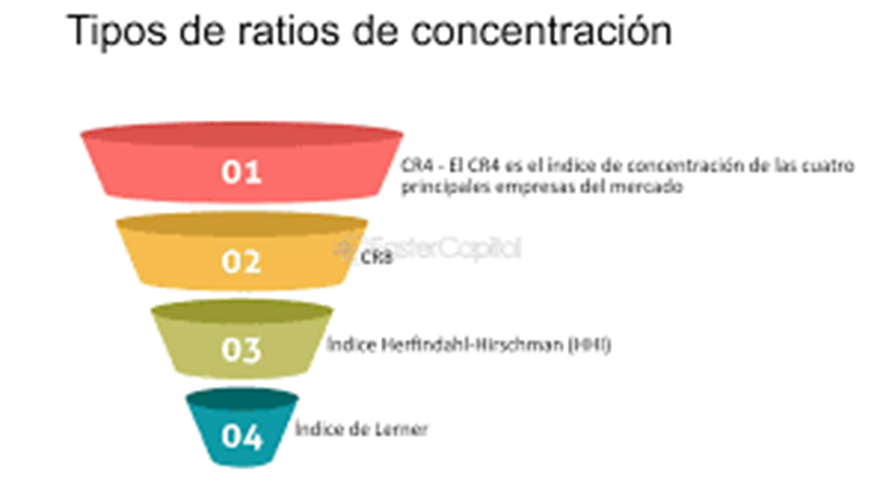 Tipos de ratios de concentración
01
CR4 - El CR4 es el índice de concentración de las cuatro
principales empresas del mercado
02
CR8
FasterCapital
03
Índice Herfindahl-Hirschman (HHI)
04
Índice de Lerner